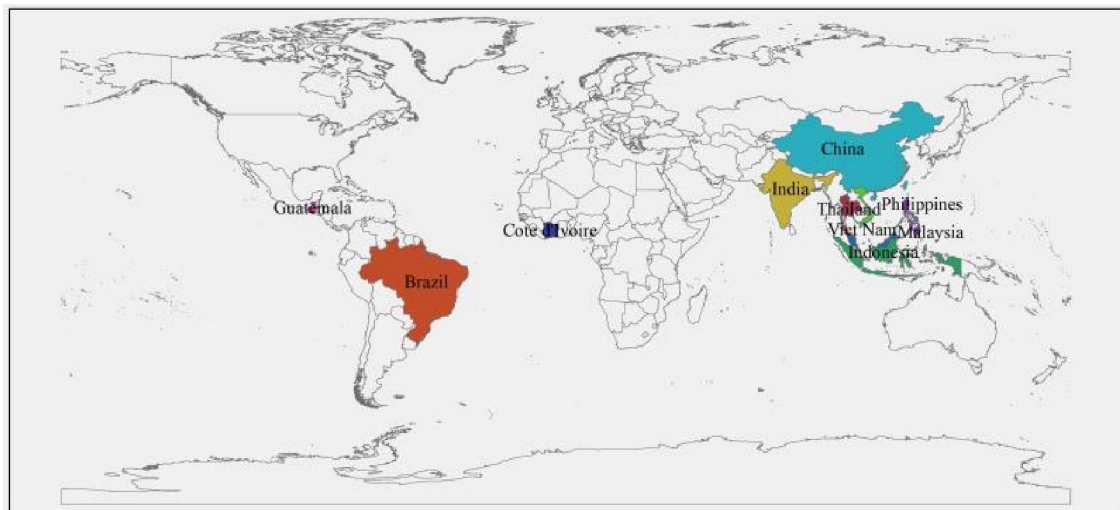 China
India
Guatemala
Philippines
Thailand
Cote d'Ivoire
Viet Nam
Malaysia
Indonesia
Brazil